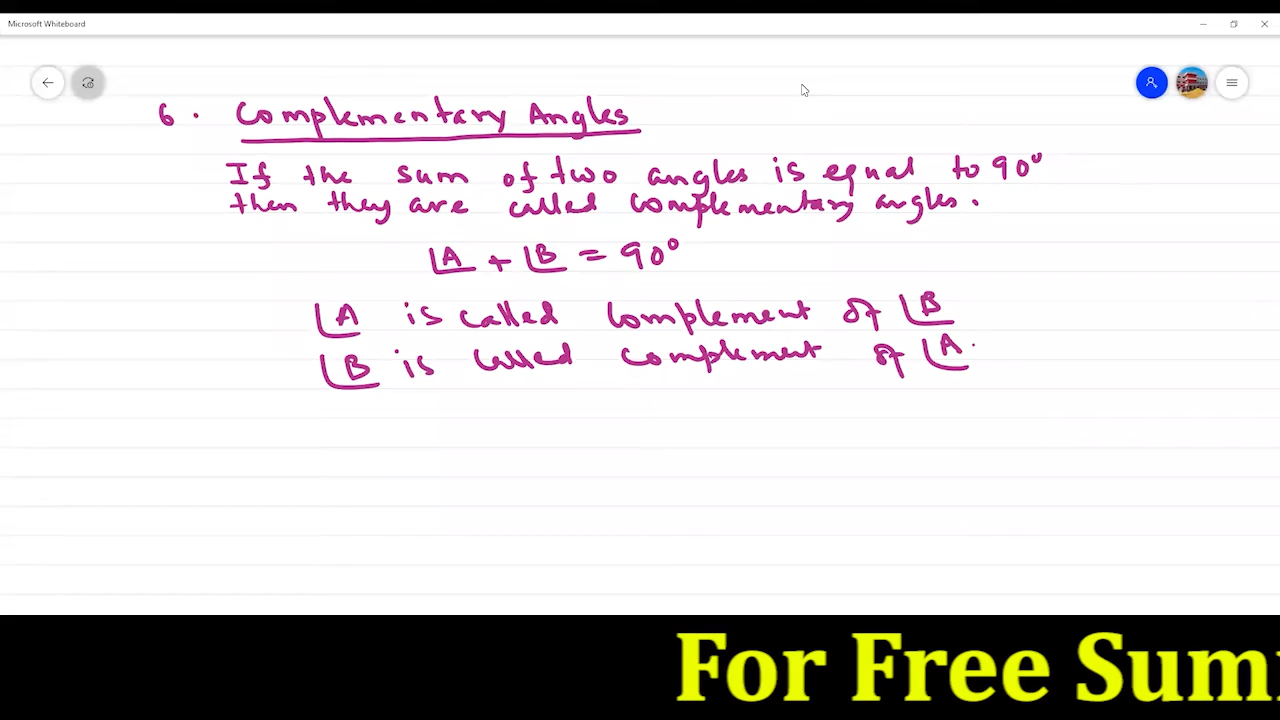 Microsoft Whiteboard
6. Complementary Angles
If the sum of two angles is equal to 90°
then they are called complementary angles.
∠A + ∠B = 90°
∠A is called complement of ∠B
∠B is called complement of ∠A.
For Free Sum